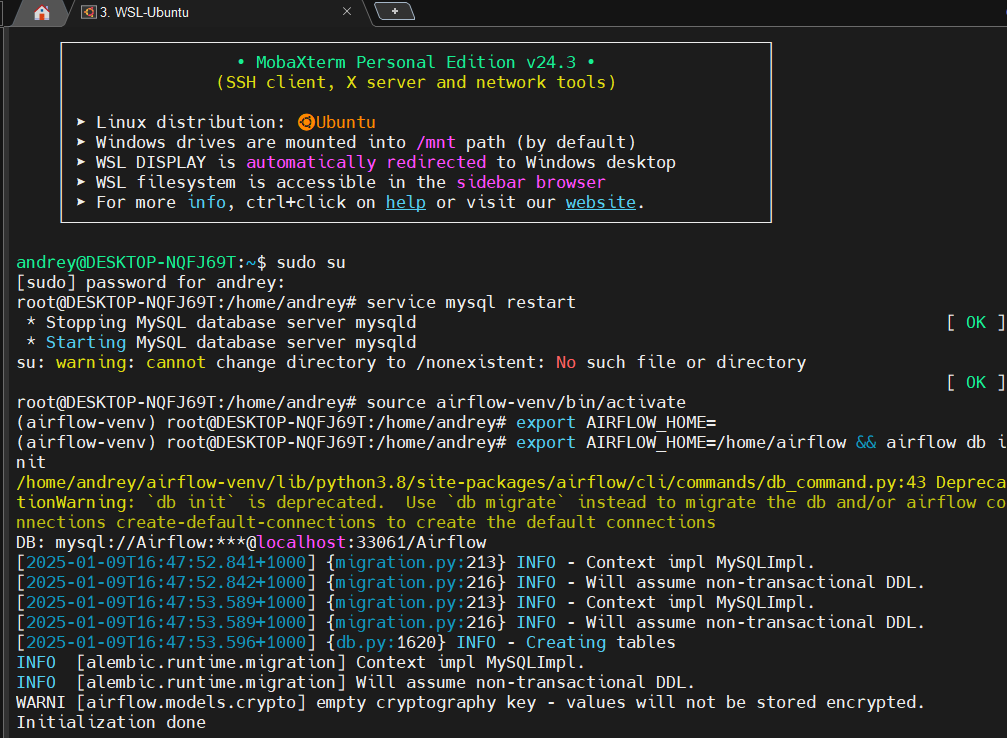 3. WSL-Ubuntu
• MobaXterm Personal Edition v24.3 •
(SSH client, X server and network tools)
➤ Linux distribution: Ubuntu
➤ Windows drives are mounted into /mnt path (by default)
➤ WSL DISPLAY is automatically redirected to Windows desktop
➤ WSL filesystem is accessible in the sidebar browser
➤ For more info, ctrl+click on help or visit our website.
andrey@DESKTOP-NQFJ69T:~$ sudo su
[sudo] password for andrey:
root@DESKTOP-NQFJ69T:/home/andrey# service mysql restart
* Stopping MySQL database server mysqld [ OK ]
* Starting MySQL database server mysqld
su: warning: cannot change directory to /nonexistent: No such file or directory
[ OK ]
root@DESKTOP-NQFJ69T:/home/andrey# source airflow-venv/bin/activate
(airflow-venv) root@DESKTOP-NQFJ69T:/home/andrey# export AIRFLOW_HOME=
(airflow-venv) root@DESKTOP-NQFJ69T:/home/andrey# export AIRFLOW_HOME=/home/airflow && airflow db i
nit
/home/andrey/airflow-venv/lib/python3.8/site-packages/airflow/cli/commands/db_command.py:43 Depreca
tionWarning: `db init` is deprecated.  Use `db migrate` instead to migrate the db and/or airflow co
nnections create-default-connections to create the default connections
DB: mysql://Airflow:***@localhost:33061/Airflow
[2025-01-09T16:47:52.841+1000] {migration.py:213} INFO - Context impl MySQLImpl.
[2025-01-09T16:47:52.842+1000] {migration.py:216} INFO - Will assume non-transactional DDL.
[2025-01-09T16:47:53.589+1000] {migration.py:213} INFO - Context impl MySQLImpl.
[2025-01-09T16:47:53.589+1000] {migration.py:216} INFO - Will assume non-transactional DDL.
[2025-01-09T16:47:53.596+1000] {db.py:1620} INFO - Creating tables
INFO  [alembic.runtime.migration] Context impl MySQLImpl.
INFO  [alembic.runtime.migration] Will assume non-transactional DDL.
WARNI [airflow.models.crypto] empty cryptography key - values will not be stored encrypted.
Initialization done